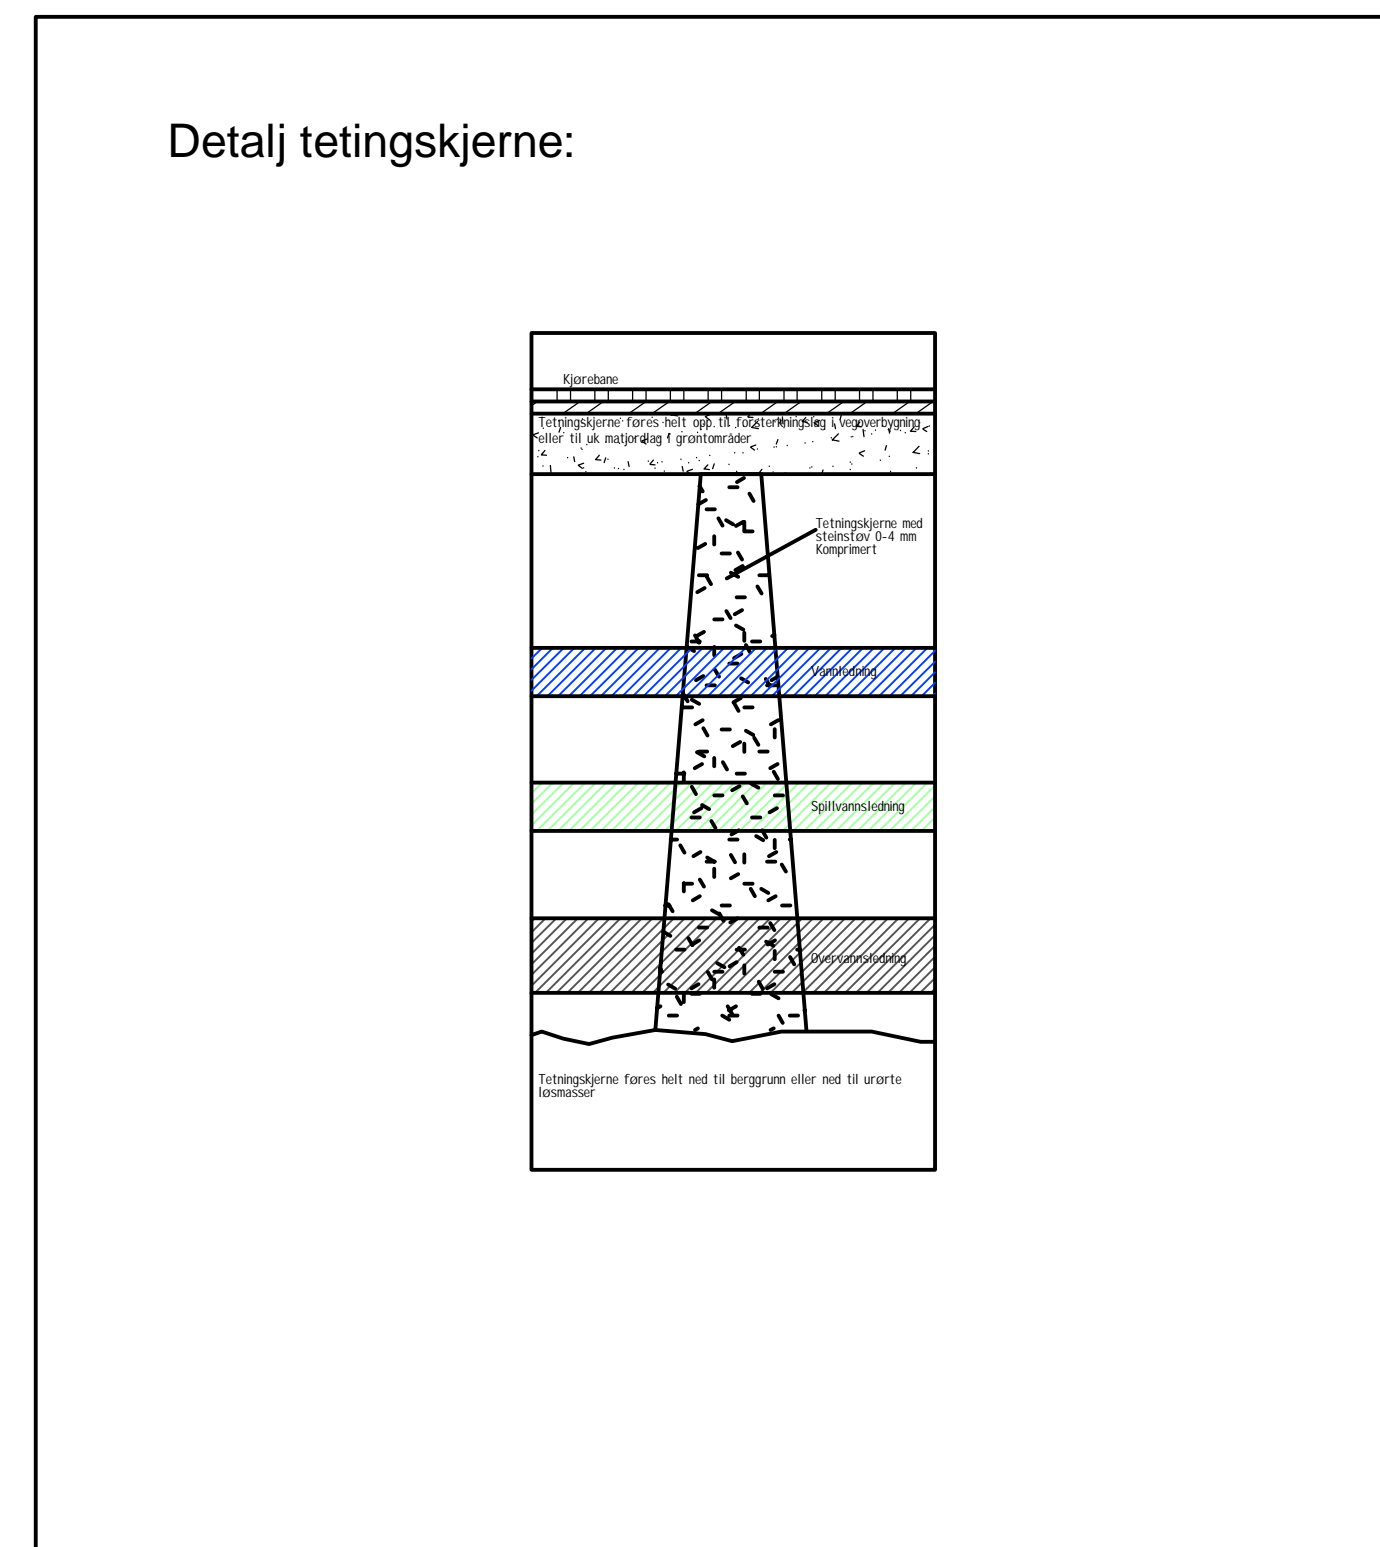 Detalj tetingskjerne:
Kjørebane
Tetningskjerne føres helt opp til forsterkningslag i vegoverbygning
eller til uk matjordlag i grøntområder
Tetningskjerne med
steinstøv 0-4 mm
Komprimert
Vannledning
Spillvannsledning
Overvannsledning
Tetningskjerne føres helt ned til berggrunn eller ned til urørte
løsmasser